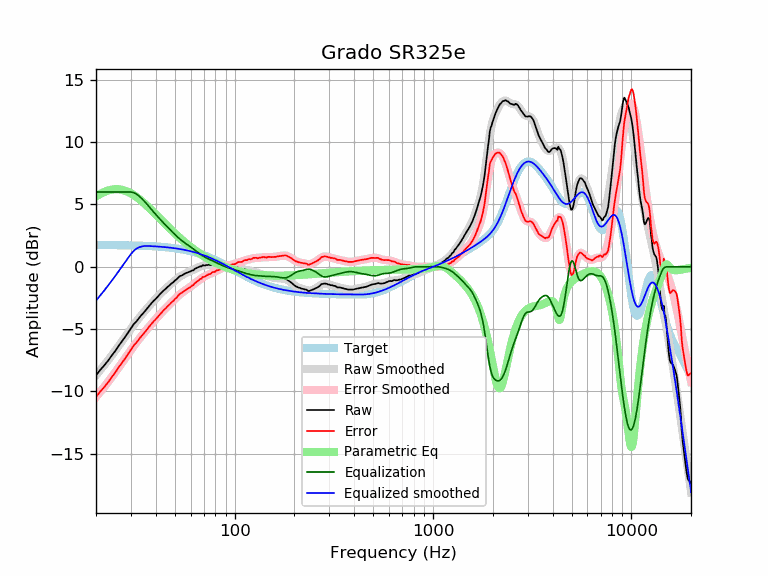 Grado SR325e
Amplitude (dBr)
15
10
5
0
−5
−10
−15
Target
Raw Smoothed
Error Smoothed
Raw
Error
Parametric Eq
Equalization
Equalized smoothed
100
1000
10000
Frequency (Hz)